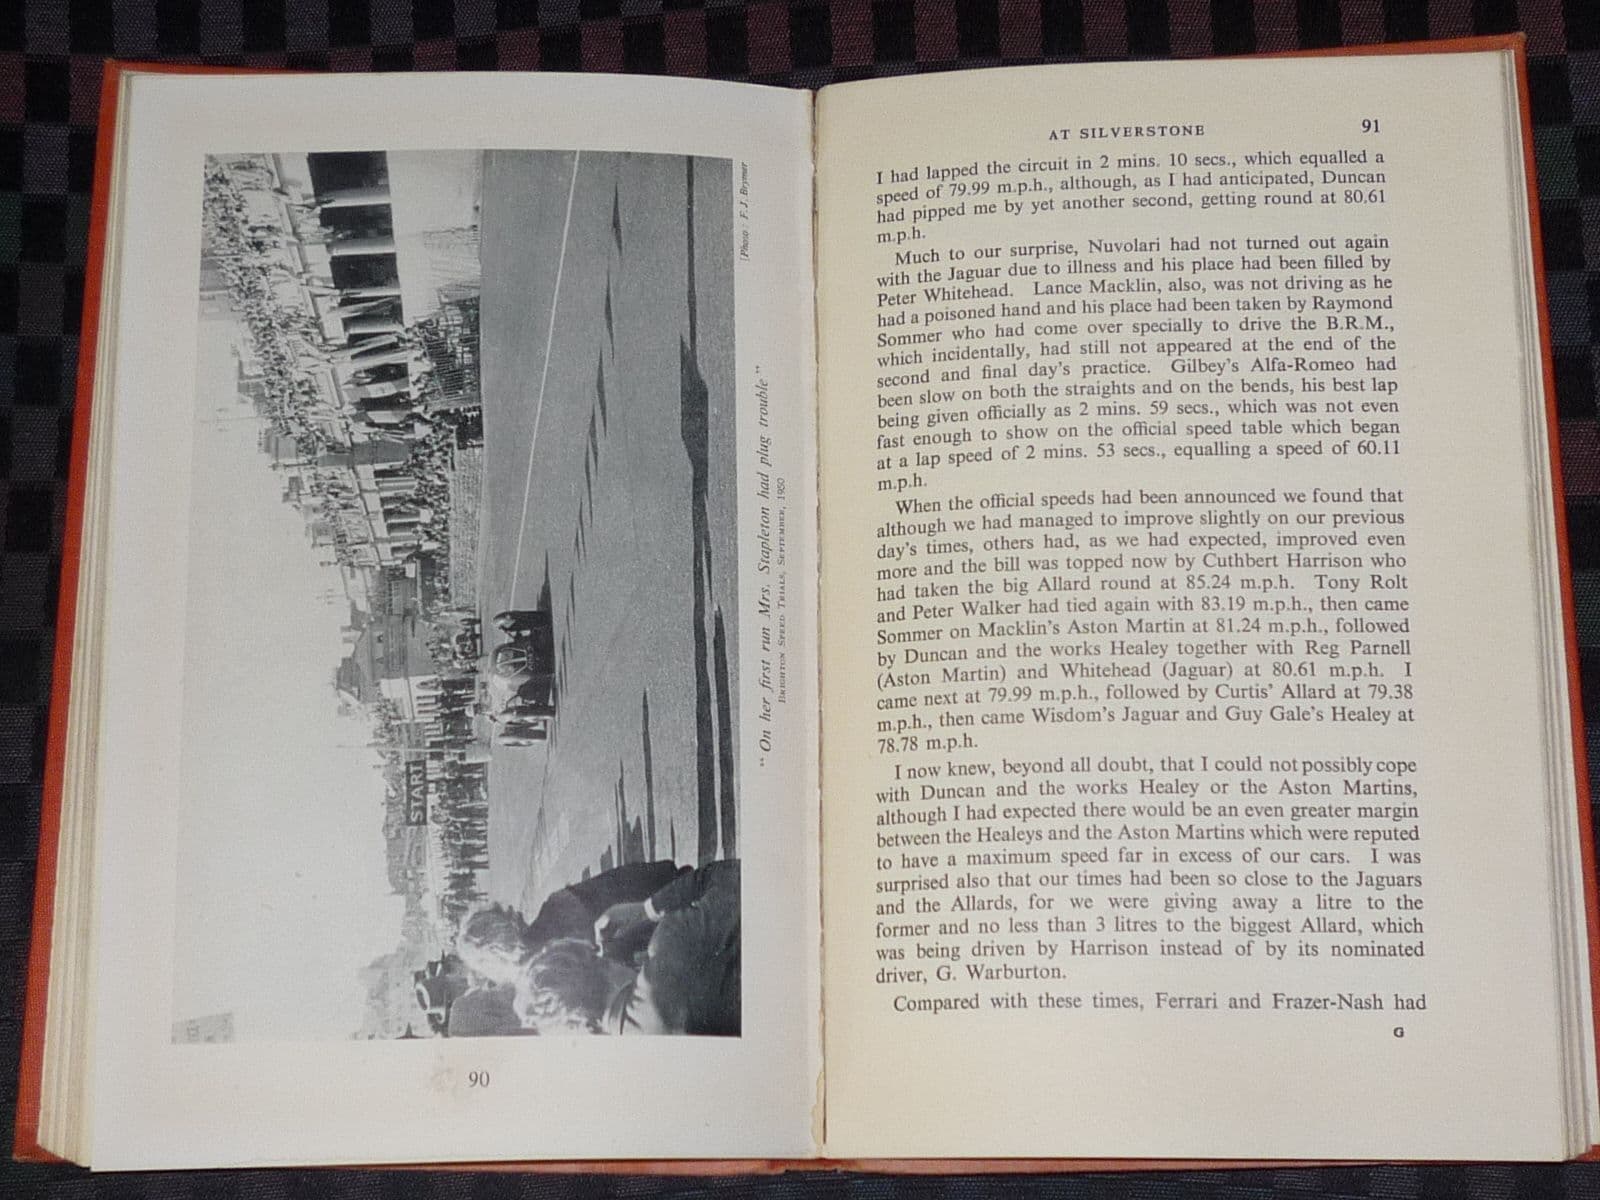 START
[Photo: F. J. Brymer
"On her first run Mrs. Stapleton had plug trouble"
BRIGHTON SPEED TRIALS, SEPTEMBER, 1950
90
AT SILVERSTONE 91
I had lapped the circuit in 2 mins. 10 secs., which equalled a
speed of 79.99 m.p.h., although, as I had anticipated, Duncan
had pipped me by yet another second, getting round at 80.61
m.p.h.
Much to our surprise, Nuvolari had not turned out again
with the Jaguar due to illness and his place had been filled by
Peter Whitehead. Lance Macklin, also, was not driving as he
had a poisoned hand and his place had been taken by Raymond
Sommer who had come over specially to drive the B.R.M.,
which incidentally, had still not appeared at the end of the
second and final day's practice. Gilbey's Alfa-Romeo had
been slow on both the straights and on the bends, his best lap
being given officially as 2 mins. 59 secs., which was not even
fast enough to show on the official speed table which began
at a lap speed of 2 mins. 53 secs., equalling a speed of 60.11
m.p.h.
When the official speeds had been announced we found that
although we had managed to improve slightly on our previous
day's times, others had, as we had expected, improved even
more and the bill was topped now by Cuthbert Harrison who
had taken the big Allard round at 85.24 m.p.h. Tony Rolt
and Peter Walker had tied again with 83.19 m.p.h., then came
Sommer on Macklin's Aston Martin at 81.24 m.p.h., followed
by Duncan and the works Healey together with Reg Parnell
(Aston Martin) and Whitehead (Jaguar) at 80.61 m.p.h. I
came next at 79.99 m.p.h., followed by Curtis' Allard at 79.38
m.p.h., then came Wisdom's Jaguar and Guy Gale's Healey at
78.78 m.p.h.
I now knew, beyond all doubt, that I could not possibly cope
with Duncan and the works Healey or the Aston Martins,
although I had expected there would be an even greater margin
between the Healeys and the Aston Martins which were reputed
to have a maximum speed far in excess of our cars. I was
surprised also that our times had been so close to the Jaguars
and the Allards, for we were giving away a litre to the
former and no less than 3 litres to the biggest Allard, which
was being driven by Harrison instead of by its nominated
driver, G. Warburton.
Compared with these times, Ferrari and Frazer-Nash had
G